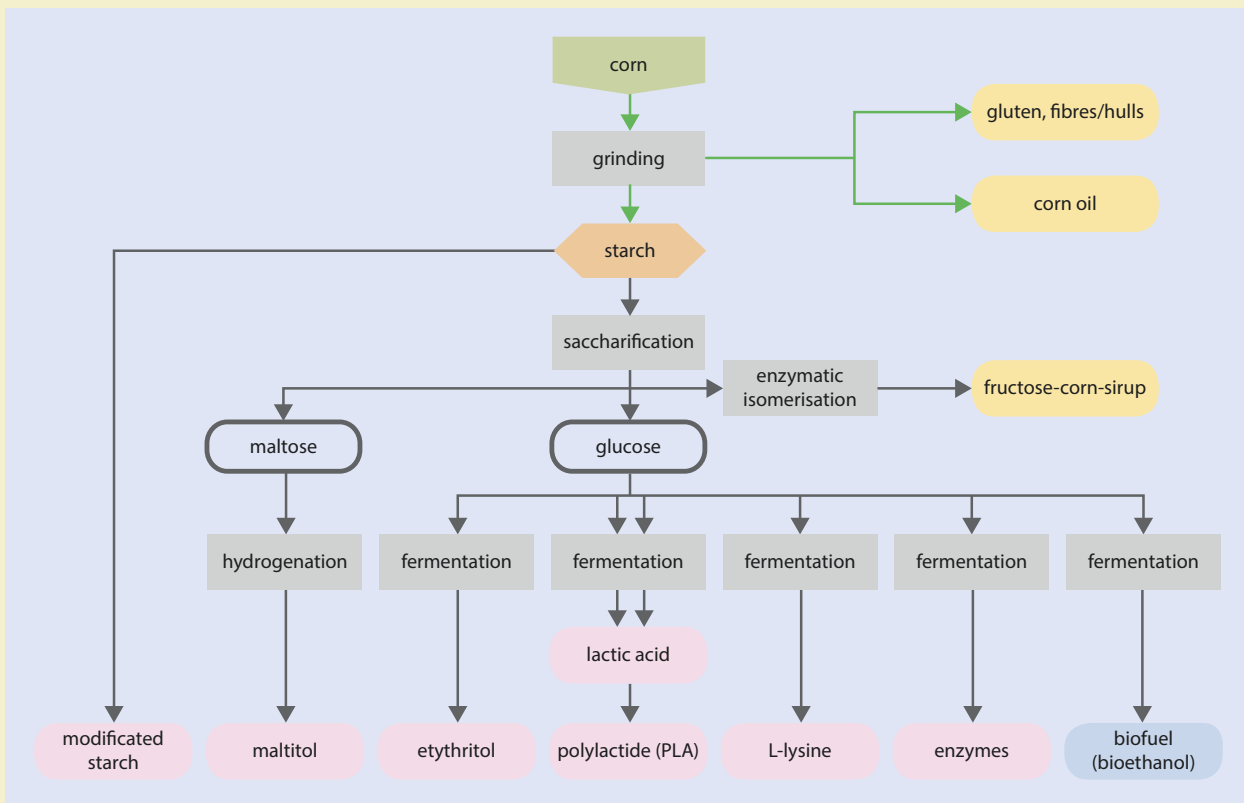 corn
gluten, fibres/hulls
grinding
corn oil
starch
saccharification
enzymatic
isomerisation
fructose-corn-sirup
maltose
glucose
hydrogenation
fermentation
fermentation
fermentation
fermentation
fermentation
lactic acid
modificated
starch
maltitol
etythritol
polylactide (PLA)
L-lysine
enzymes
biofuel
(bioethanol)